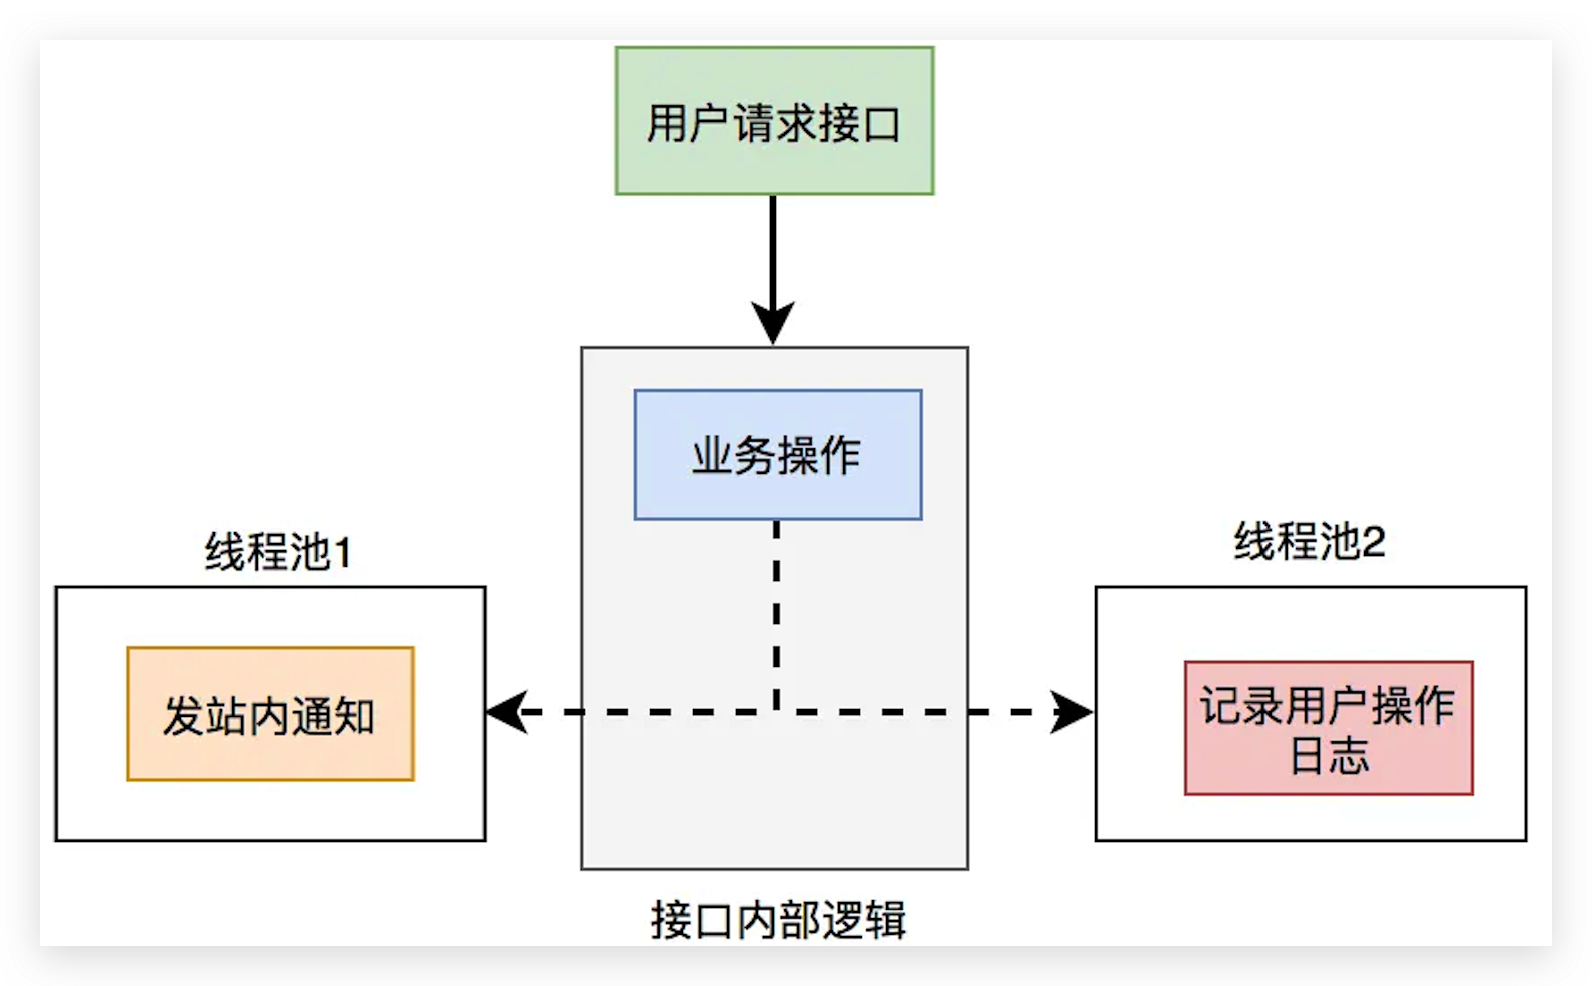 用户请求接口
业务操作
线程池1
线程池2
发站内通知
记录用户操作
日志
接口内部逻辑